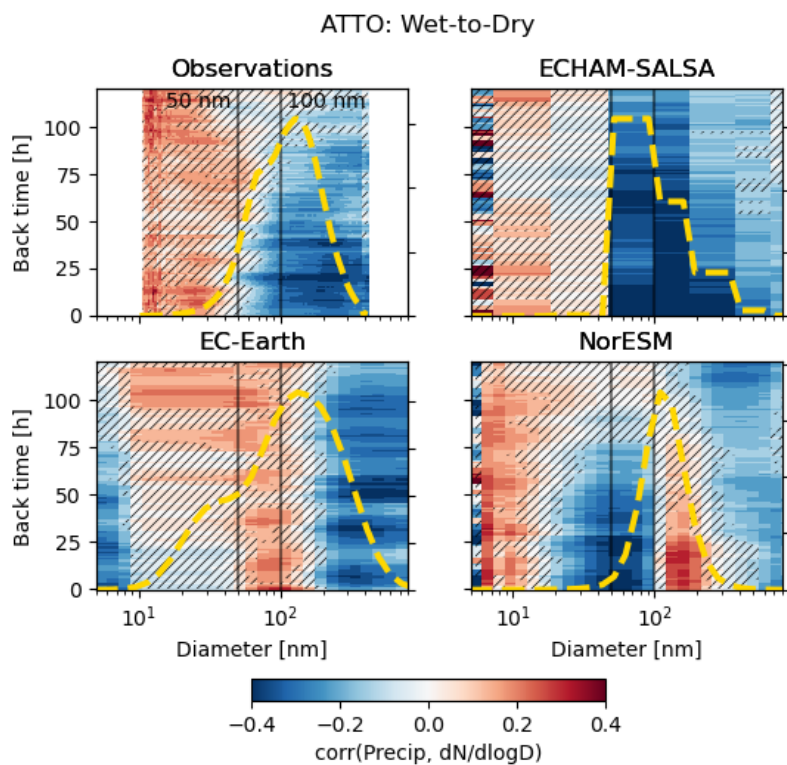 ATTO: Wet-to-Dry
Observations
ECHAM-SALSA
50 nm
100 nm
Back time [h]
100
75
50
25
0
EC-Earth
NorESM
Back time [h]
100
75
50
25
0
10¹
10²
10¹
10²
Diameter [nm]
Diameter [nm]
−0.4
−0.2
0.0
0.2
0.4
corr(Precip, dN/dlogD)